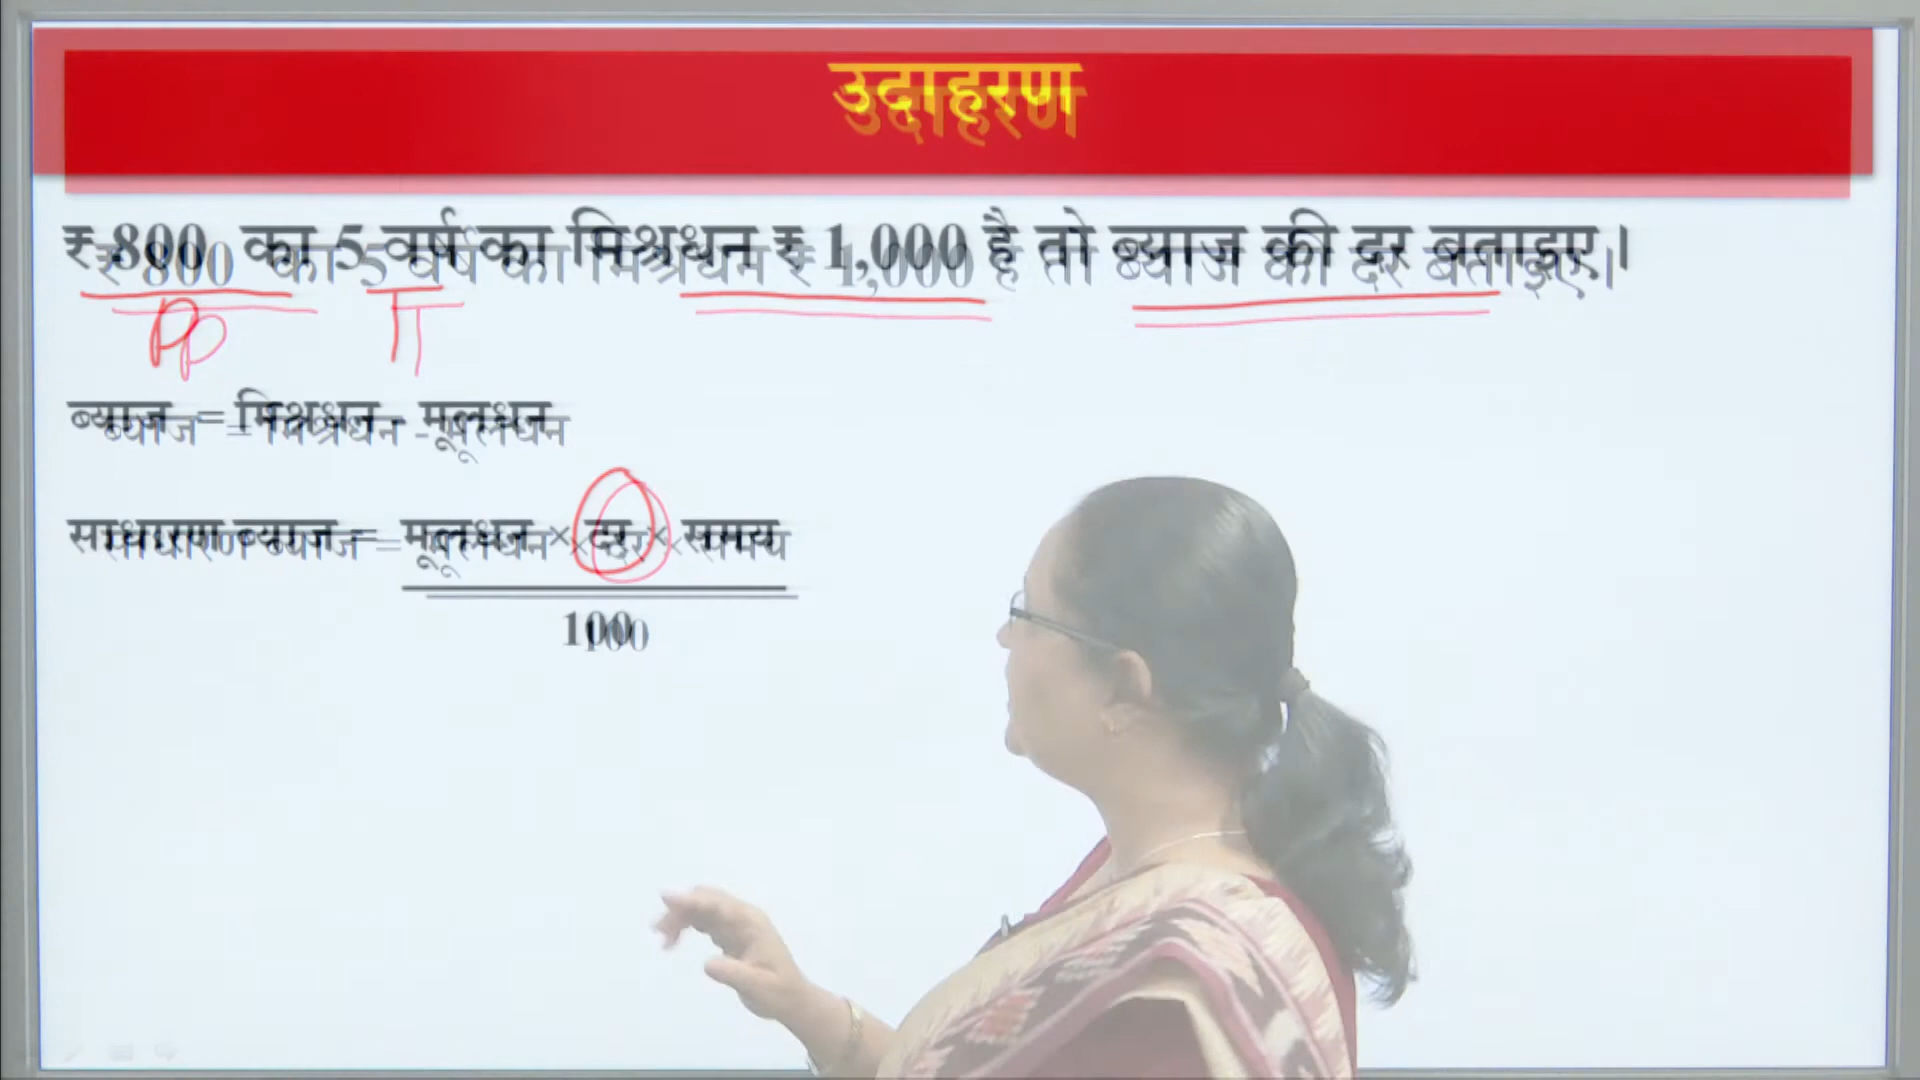 उदाहरण
₹ 800 का 5 वर्ष का मिश्रधन ₹ 1,000 है तो ब्याज की दर बताइए।
P T
ब्याज = मिश्रधन - मूलधन
साधारण ब्याज = मूलधन × दर × समय
100